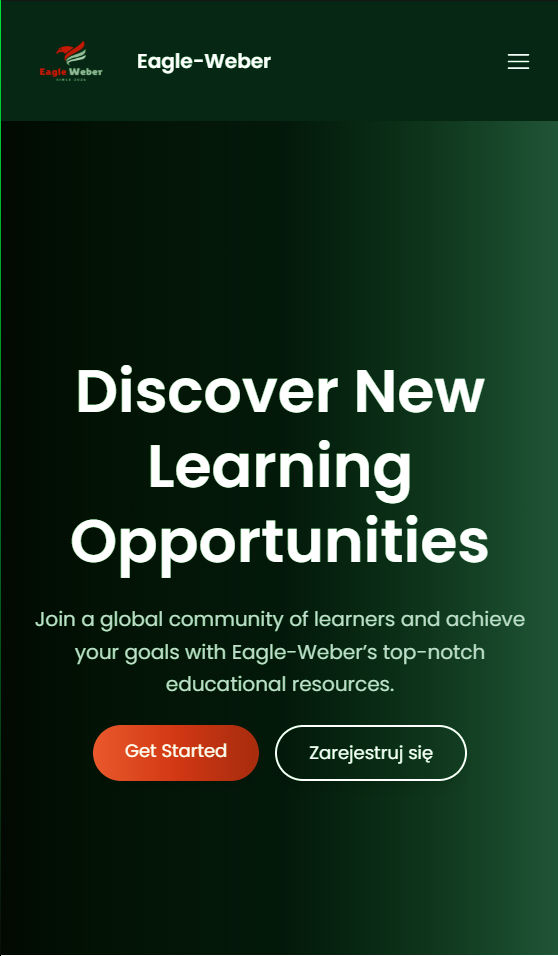 Eagle Weber
SINCE 2020
Eagle-Weber
Discover New
Learning
Opportunities
Join a global community of learners and achieve
your goals with Eagle-Weber’s top-notch
educational resources.
Get Started
Zarejestruj się